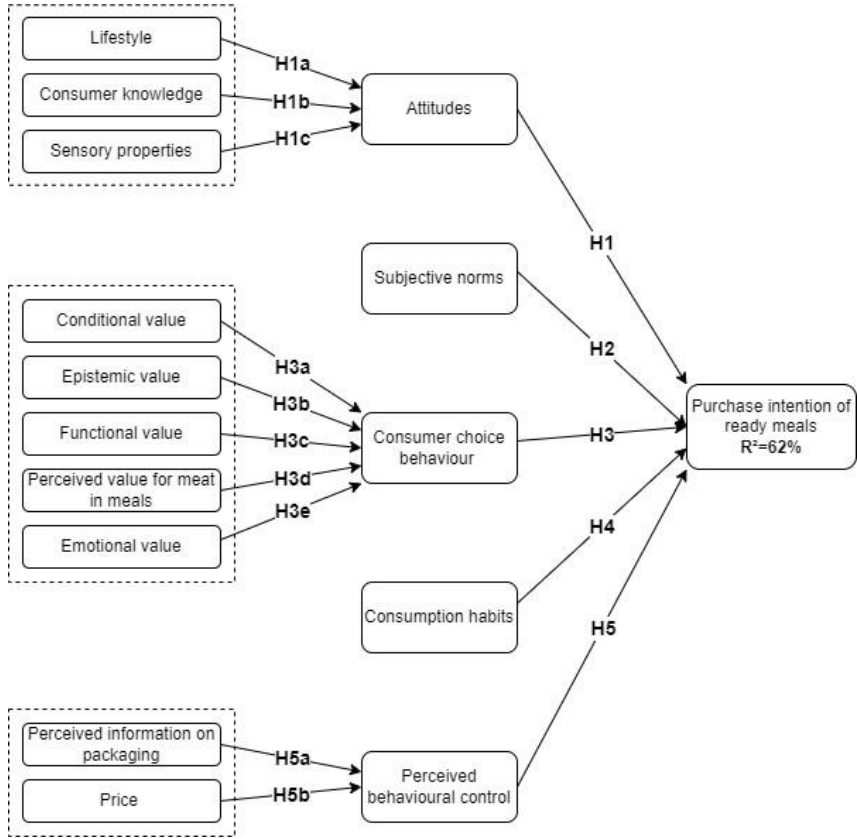 Lifestyle
H1a
Consumer knowledge
H1b
Attitudes
Sensory properties
H1c
H1
Subjective norms
Conditional value
H2
H3a
Epistemic value
H3b
Purchase intention of
ready meals
R²=62%
Functional value
H3c
Consumer choice
behaviour
H3
Perceived value for meat
in meals
H3d
H3e
Emotional value
H4
Consumption habits
H5
Perceived information on
packaging
H5a
Perceived
behavioural control
Price
H5b